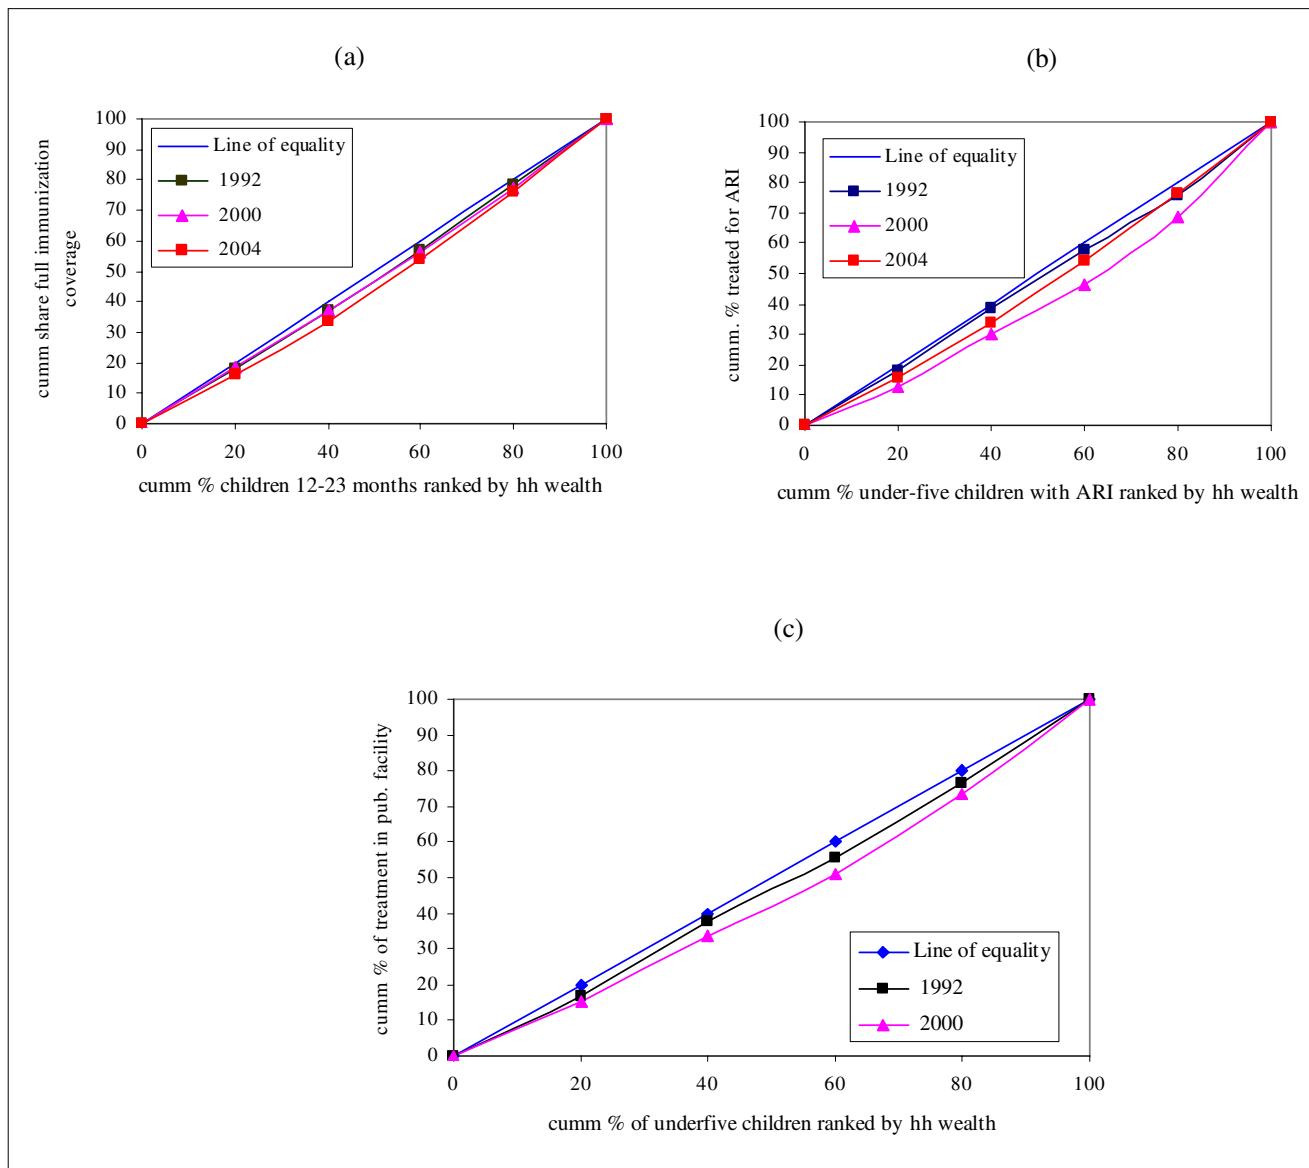 (a)
100
90
80
70
60
50
40
30
20
10
0
cumm share full immunization
coverage
Line of equality
1992
2000
2004
0 20 40 60 80 100
cumm % children 12-23 months ranked by hh wealth
(b)
100
90
80
70
60
50
40
30
20
10
0
cumm. % treated for ARI
Line of equality
1992
2000
2004
0 20 40 60 80 100
cumm % under-five children with ARI ranked by hh wealth
(c)
100
90
80
70
60
50
40
30
20
10
0
cumm % of treatment in pub. facility
Line of equality
1992
2000
0 20 40 60 80 100
cumm % of underfive children ranked by hh wealth